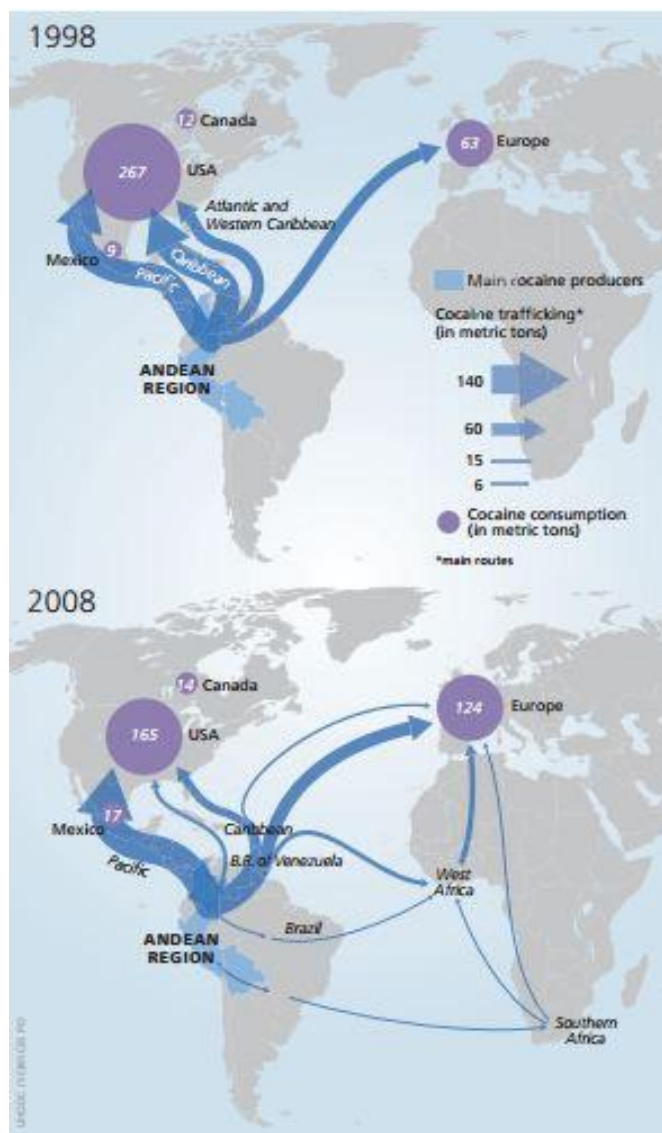 1998
12 Canada
267
USA
63 Europe
Atlantic and
Western Caribbean
Mexico 9
Caribbean
Pacific
Main cocaine producers
Cocaine trafficking*
(in metric tons)
ANDEAN
REGION
140
60
15
6
Cocaine consumption
(in metric tons)
*main routes
2008
14 Canada
165
USA
124 Europe
17
Mexico
Caribbean
Pacific
B.R. of Venezuela
West
Africa
Brazil
ANDEAN
REGION
Southern
Africa